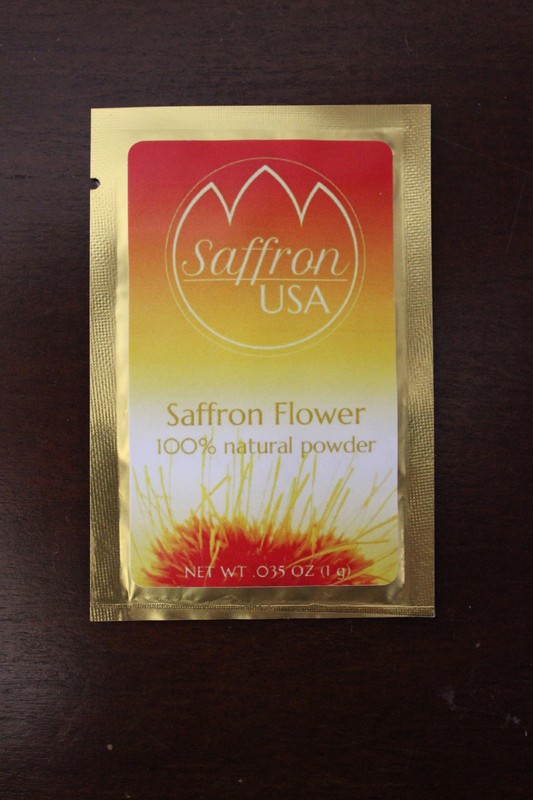 Saffron
USA
Saffron Flower
100% natural powder
NET WT .035 OZ (1 g)